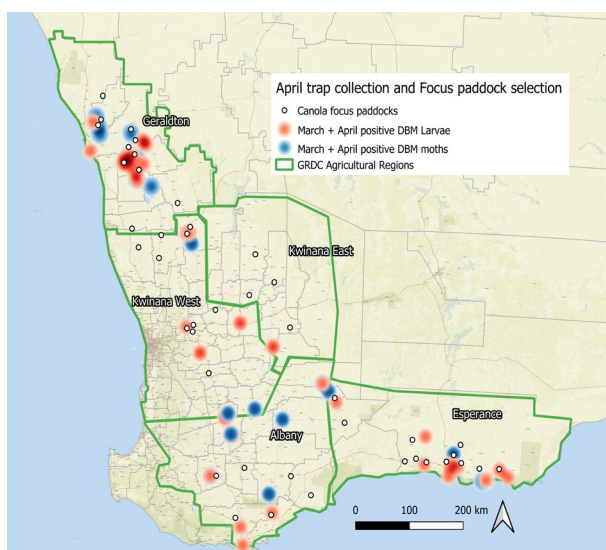 April trap collection and Focus paddock selection
Canola focus paddocks
March + April positive DBM Larvae
March + April positive DBM moths
GRDC Agricultural Regions
Geraldton
Kwinana East
Kwinana West
Esperance
Albany
0 100 200 km